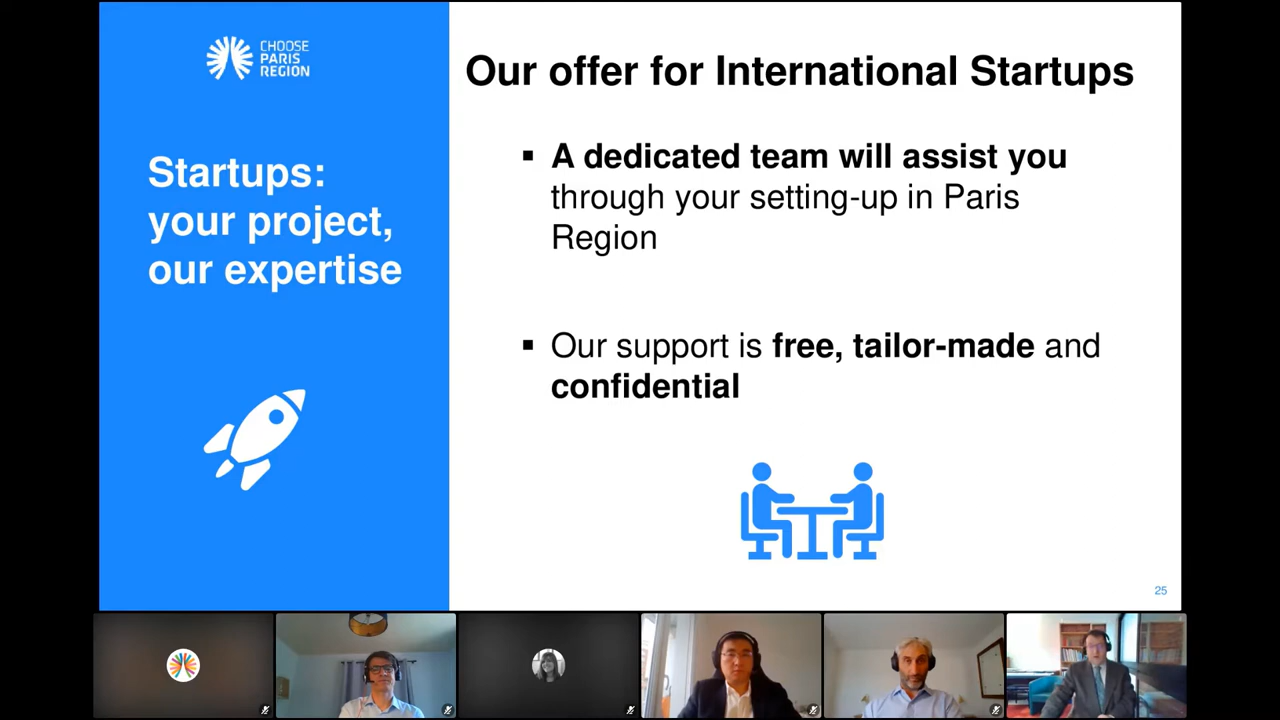 CHOOSE
PARIS
REGION
Startups:
your project,
our expertise
Our offer for International Startups
▪ A dedicated team will assist you
through your setting-up in Paris
Region
▪ Our support is free, tailor-made and
confidential
25